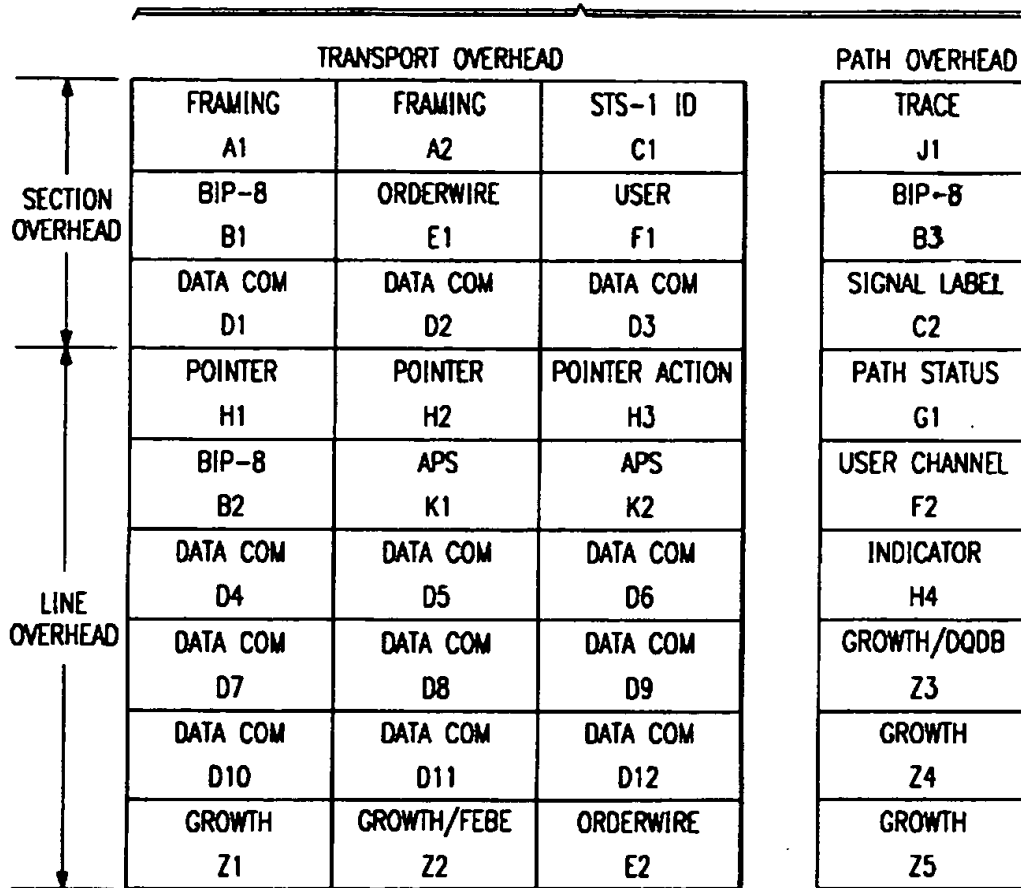 TRANSPORT OVERHEAD PATH OVERHEAD
FRAMING FRAMING STS-1 ID TRACE
A1 A2 C1 J1
SECTION OVERHEAD
BIP-8 ORDERWIRE USER BIP-8
B1 E1 F1 B3
DATA COM DATA COM DATA COM SIGNAL LABEL
D1 D2 D3 C2
POINTER POINTER POINTER ACTION PATH STATUS
H1 H2 H3 G1
BIP-8 APS APS USER CHANNEL
B2 K1 K2 F2
DATA COM DATA COM DATA COM INDICATOR
D4 D5 D6 H4
LINE OVERHEAD
DATA COM DATA COM DATA COM GROWTH/DQDB
D7 D8 D9 Z3
DATA COM DATA COM DATA COM GROWTH
D10 D11 D12 Z4
GROWTH GROWTH/FEBE ORDERWIRE GROWTH
Z1 Z2 E2 Z5